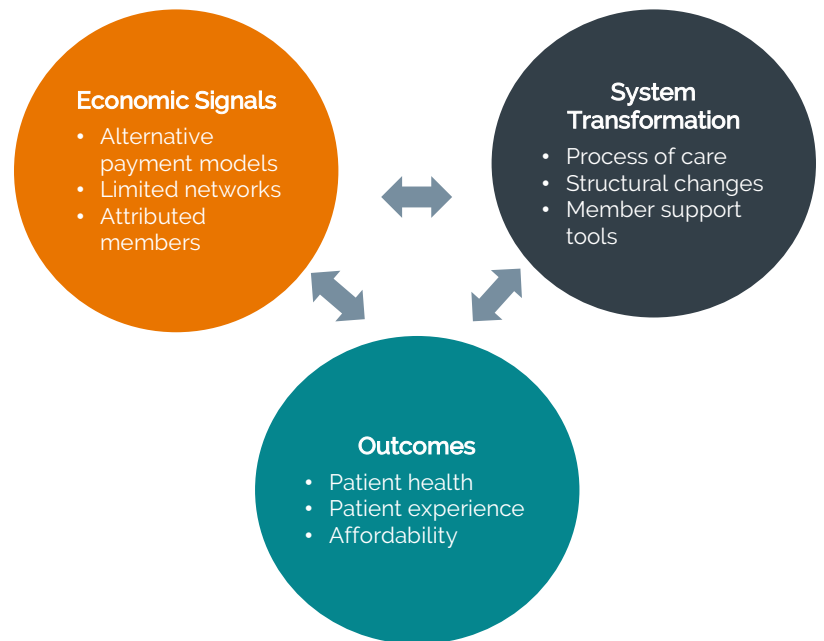 Economic Signals
• Alternative
payment models
• Limited networks
• Attributed
members
System
Transformation
• Process of care
• Structural changes
• Member support
tools
Outcomes
• Patient health
• Patient experience
• Affordability